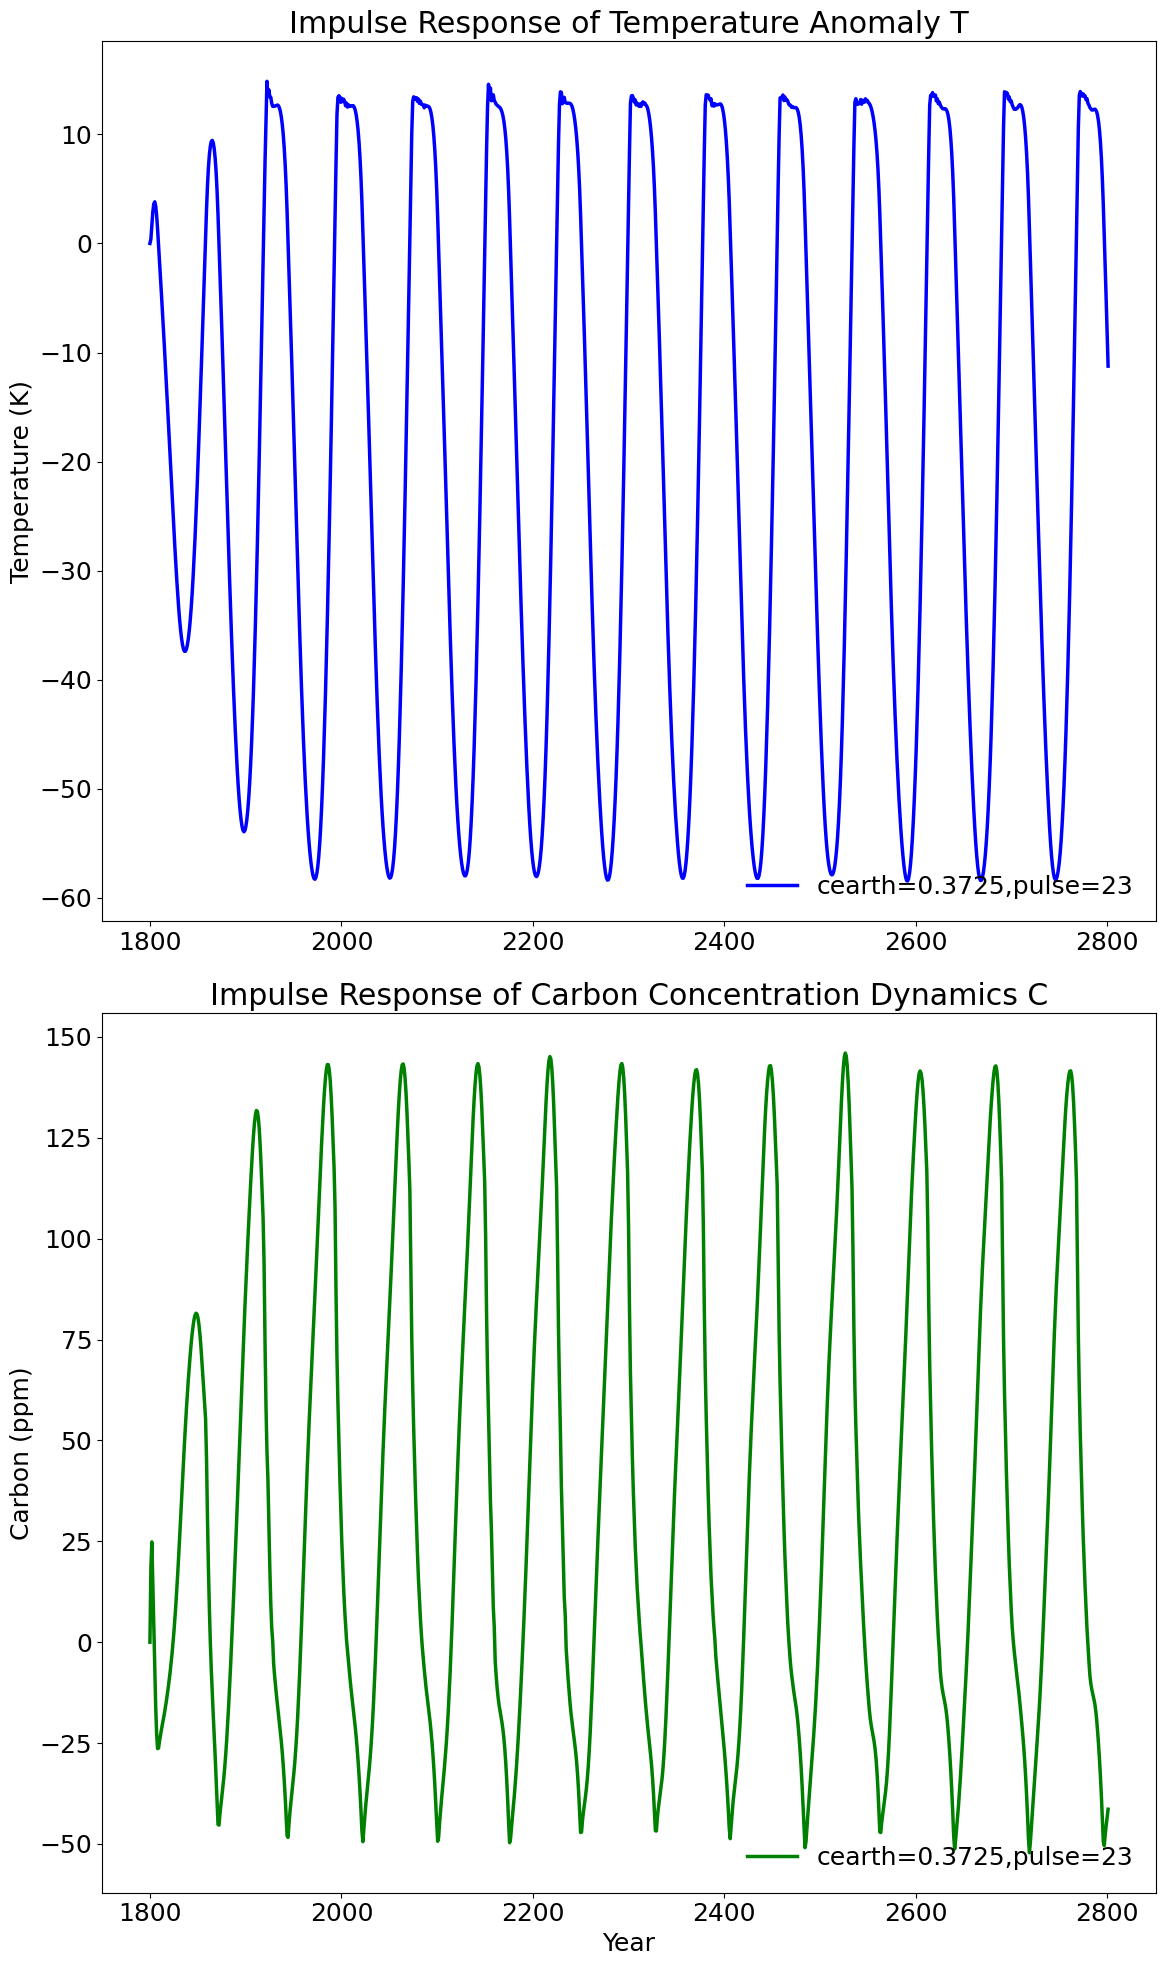 Impulse Response of Temperature Anomaly T
Temperature (K)
10
0
−10
−20
−30
−40
−50
−60
cearth=0.3725,pulse=23
1800 2000 2200 2400 2600 2800
Impulse Response of Carbon Concentration Dynamics C
Carbon (ppm)
150
125
100
75
50
25
0
−25
−50
cearth=0.3725,pulse=23
1800 2000 2200 2400 2600 2800
Year